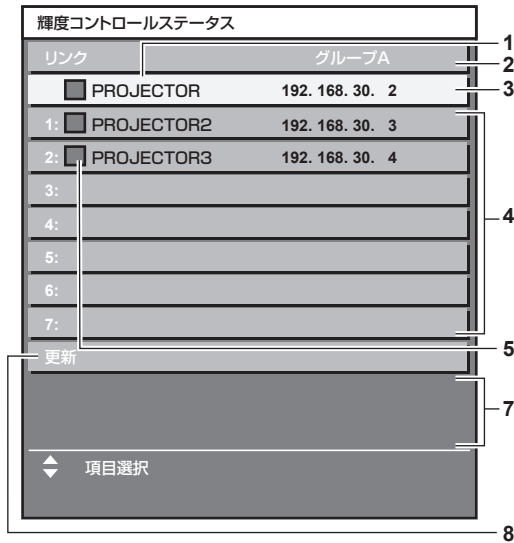 輝度コントロールステータス
リンク グループA 1
2
PROJECTOR 192. 168. 30. 2 3
1: PROJECTOR2 192. 168. 30. 3
2: PROJECTOR3 192. 168. 30. 4
3:
4: 4
5:
6:
7:
更新 5
7
項目選択
8